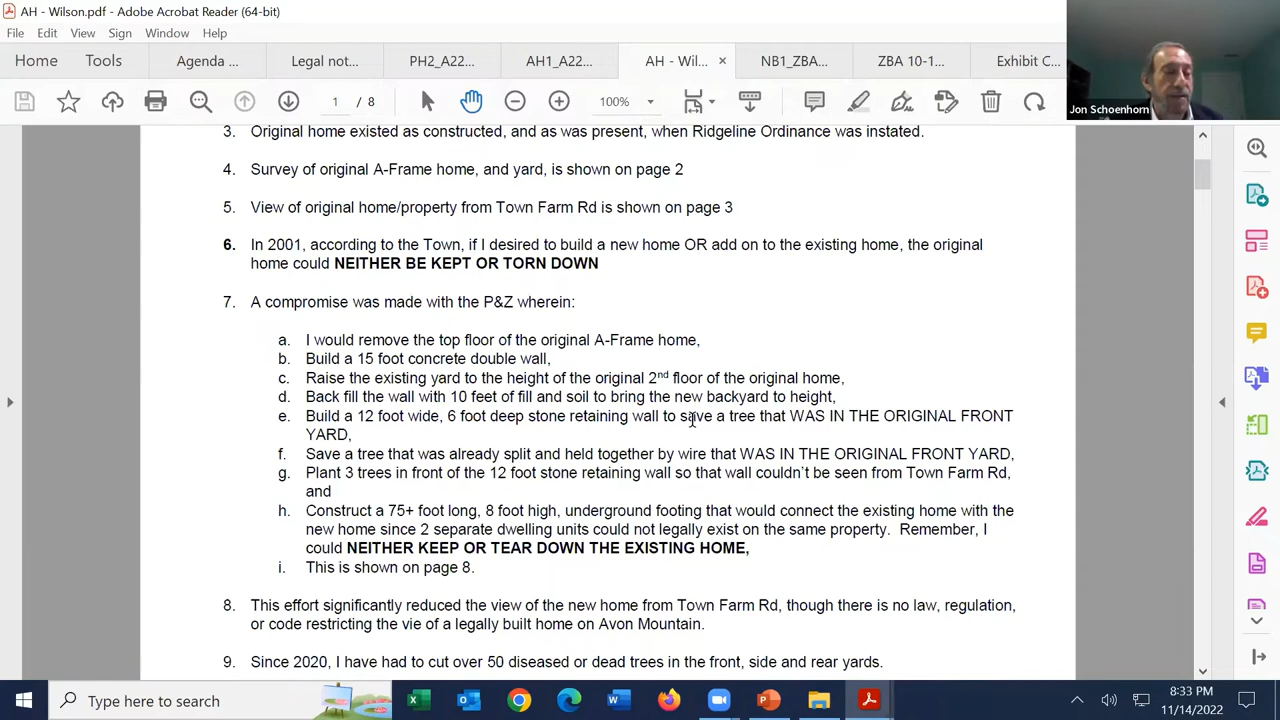 AH - Wilson.pdf - Adobe Acrobat Reader (64-bit)
File Edit View Sign Window Help
Home Tools Agenda ... Legal not... PH2_A22... AH1_A22... AH - Wil... × NB1_ZBA... ZBA 10-1... Exhibit C...
1 / 8 100%
Jon Schoenhorn
3. Original home existed as constructed, and as was present, when Ridgeline Ordinance was instated.
4. Survey of original A-Frame home, and yard, is shown on page 2
5. View of original home/property from Town Farm Rd is shown on page 3
6. In 2001, according to the Town, if I desired to build a new home OR add on to the existing home, the original
home could NEITHER BE KEPT OR TORN DOWN
7. A compromise was made with the P&Z wherein:
a. I would remove the top floor of the original A-Frame home,
b. Build a 15 foot concrete double wall,
c. Raise the existing yard to the height of the original 2nd floor of the original home,
d. Back fill the wall with 10 feet of fill and soil to bring the new backyard to height,
e. Build a 12 foot wide, 6 foot deep stone retaining wall to save a tree that WAS IN THE ORIGINAL FRONT
YARD,
f. Save a tree that was already split and held together by wire that WAS IN THE ORIGINAL FRONT YARD,
g. Plant 3 trees in front of the 12 foot stone retaining wall so that wall couldn't be seen from Town Farm Rd,
and
h. Construct a 75+ foot long, 8 foot high, underground footing that would connect the existing home with the
new home since 2 separate dwelling units could not legally exist on the same property. Remember, I
could NEITHER KEEP OR TEAR DOWN THE EXISTING HOME,
i. This is shown on page 8.
8. This effort significantly reduced the view of the new home from Town Farm Rd, though there is no law, regulation,
or code restricting the vie of a legally built home on Avon Mountain.
9. Since 2020, I have had to cut over 50 diseased or dead trees in the front, side and rear yards.
Type here to search
8:33 PM
11/14/2022